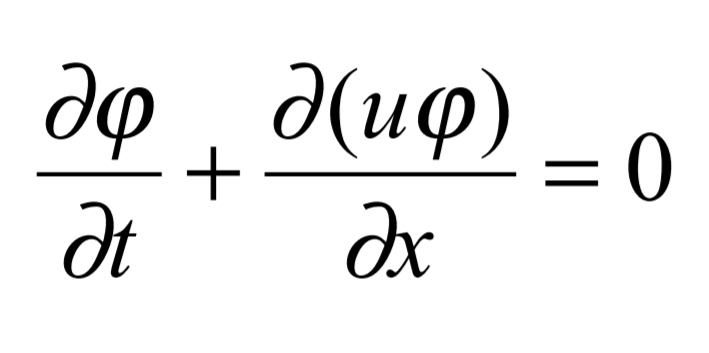 ∂φ/∂t + ∂(uφ)/∂x = 0